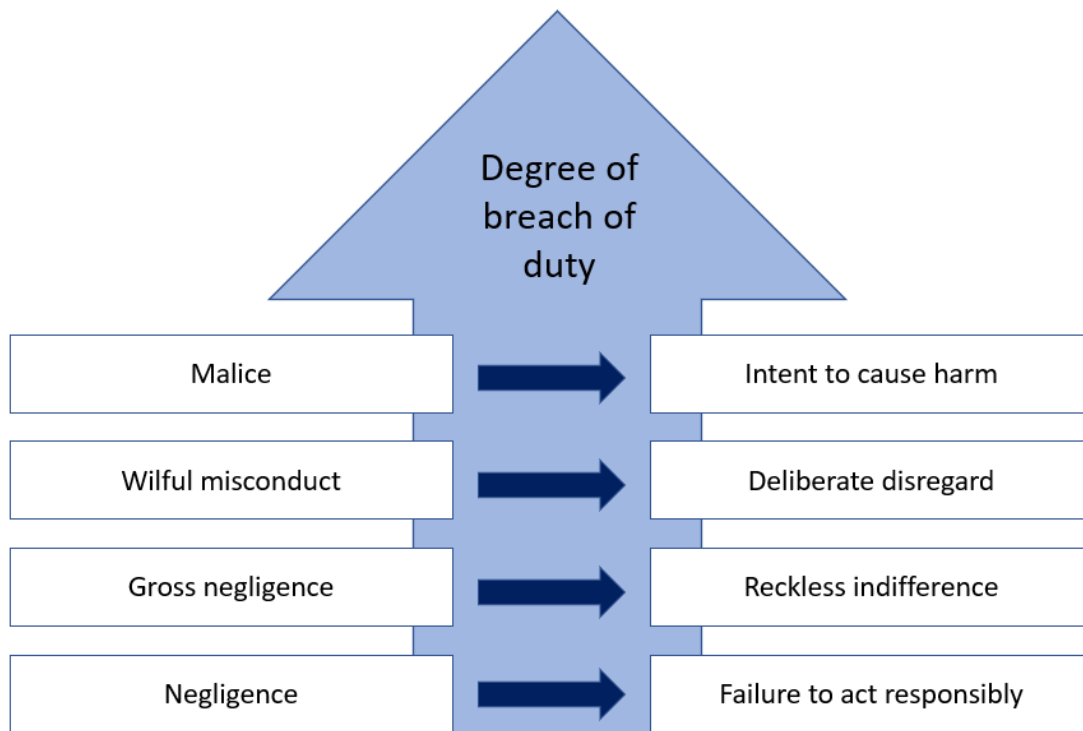 Degree of
breach of
duty
Malice
Intent to cause harm
Wilful misconduct
Deliberate disregard
Gross negligence
Reckless indifference
Negligence
Failure to act responsibly